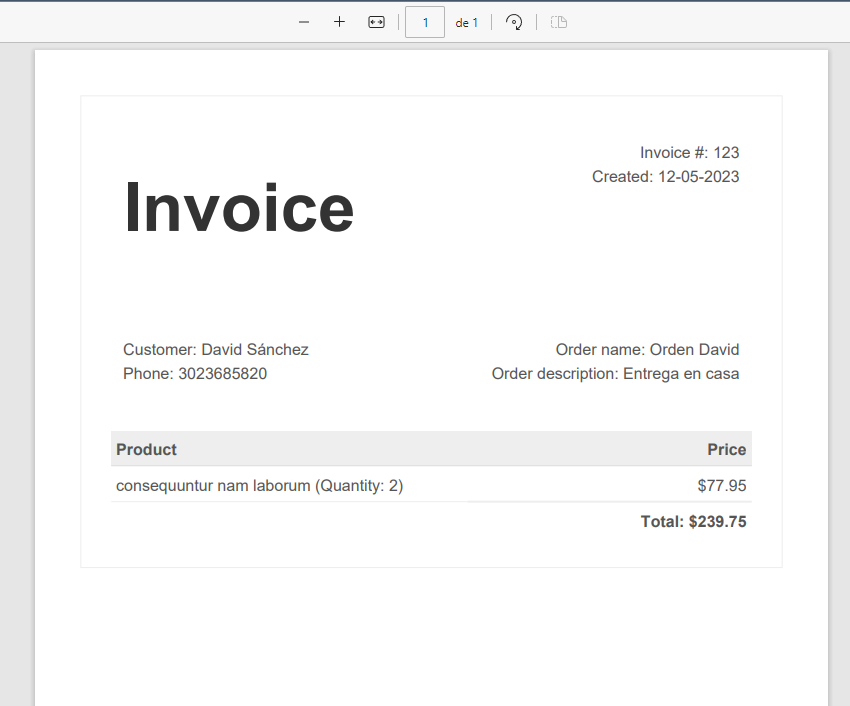 1 de 1
Invoice #: 123
Created: 12-05-2023
Invoice
Customer: David Sánchez
Phone: 3023685820
Order name: Orden David
Order description: Entrega en casa
Product Price
consequuntur nam laborum (Quantity: 2) $77.95
Total: $239.75